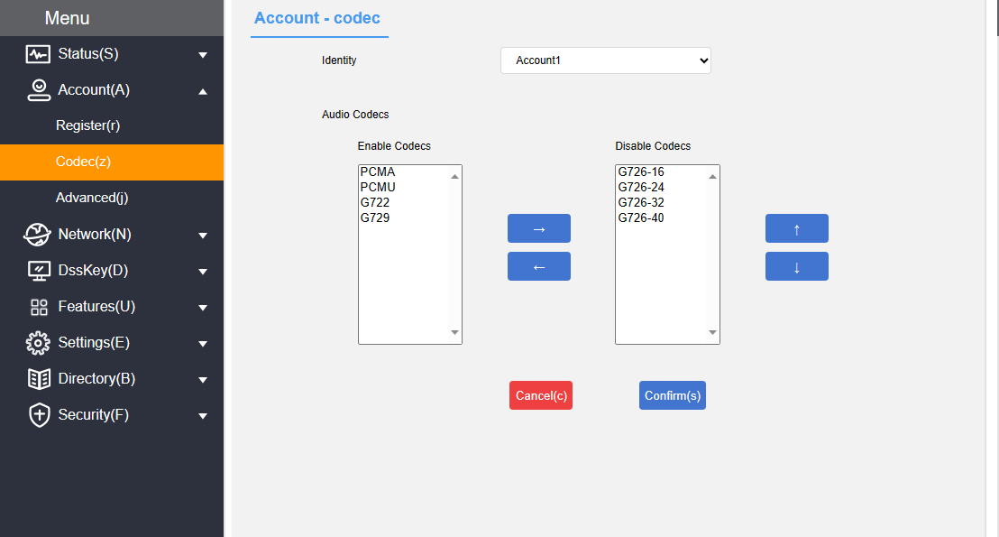 Menu
Status(S)
Account(A)
Register(r)
Codec(z)
Advanced(j)
Network(N)
DssKey(D)
Features(U)
Settings(E)
Directory(B)
Security(F)
Account - codec
Identity
Account1
Audio Codecs
Enable Codecs
Disable Codecs
PCMA
PCMU
G722
G729
→
←
G726-16
G726-24
G726-32
G726-40
↑
↓
Cancel(c)
Confirm(s)